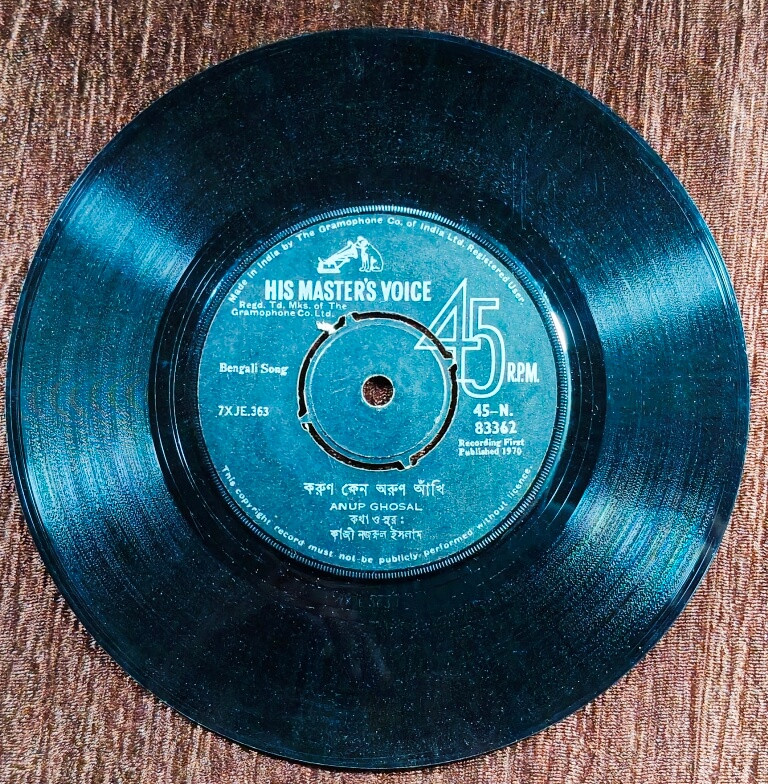 Made in India by The Gramophone Co. of India Ltd. Registered User.
HIS MASTER'S VOICE
Regd. Td. Mks. of The
Gramophone Co. Ltd.
45
R.P.M.
Bengali Song
7XJE.363
45-N.
83362
Recording First
Published 1970
করুণ কেন অরুণ আঁখি
ANUP GHOSAL
কথা ও সুর :
কাজী নজরুল ইসলাম
This copyright record must not be publicly performed without licence.